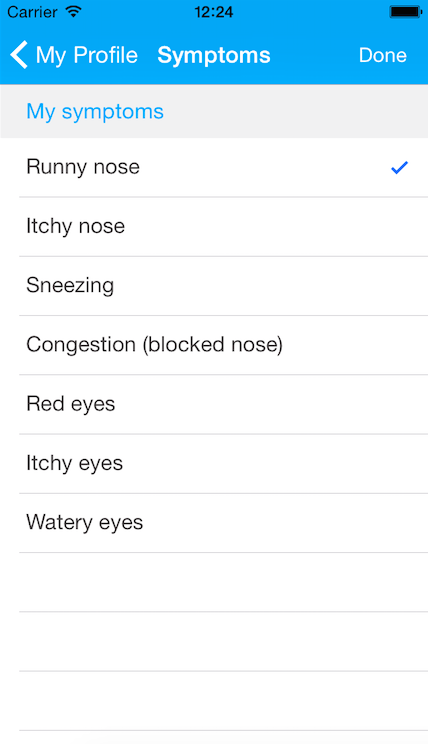 Carrier 12:24
My Profile Symptoms Done
My symptoms
Runny nose
Itchy nose
Sneezing
Congestion (blocked nose)
Red eyes
Itchy eyes
Watery eyes